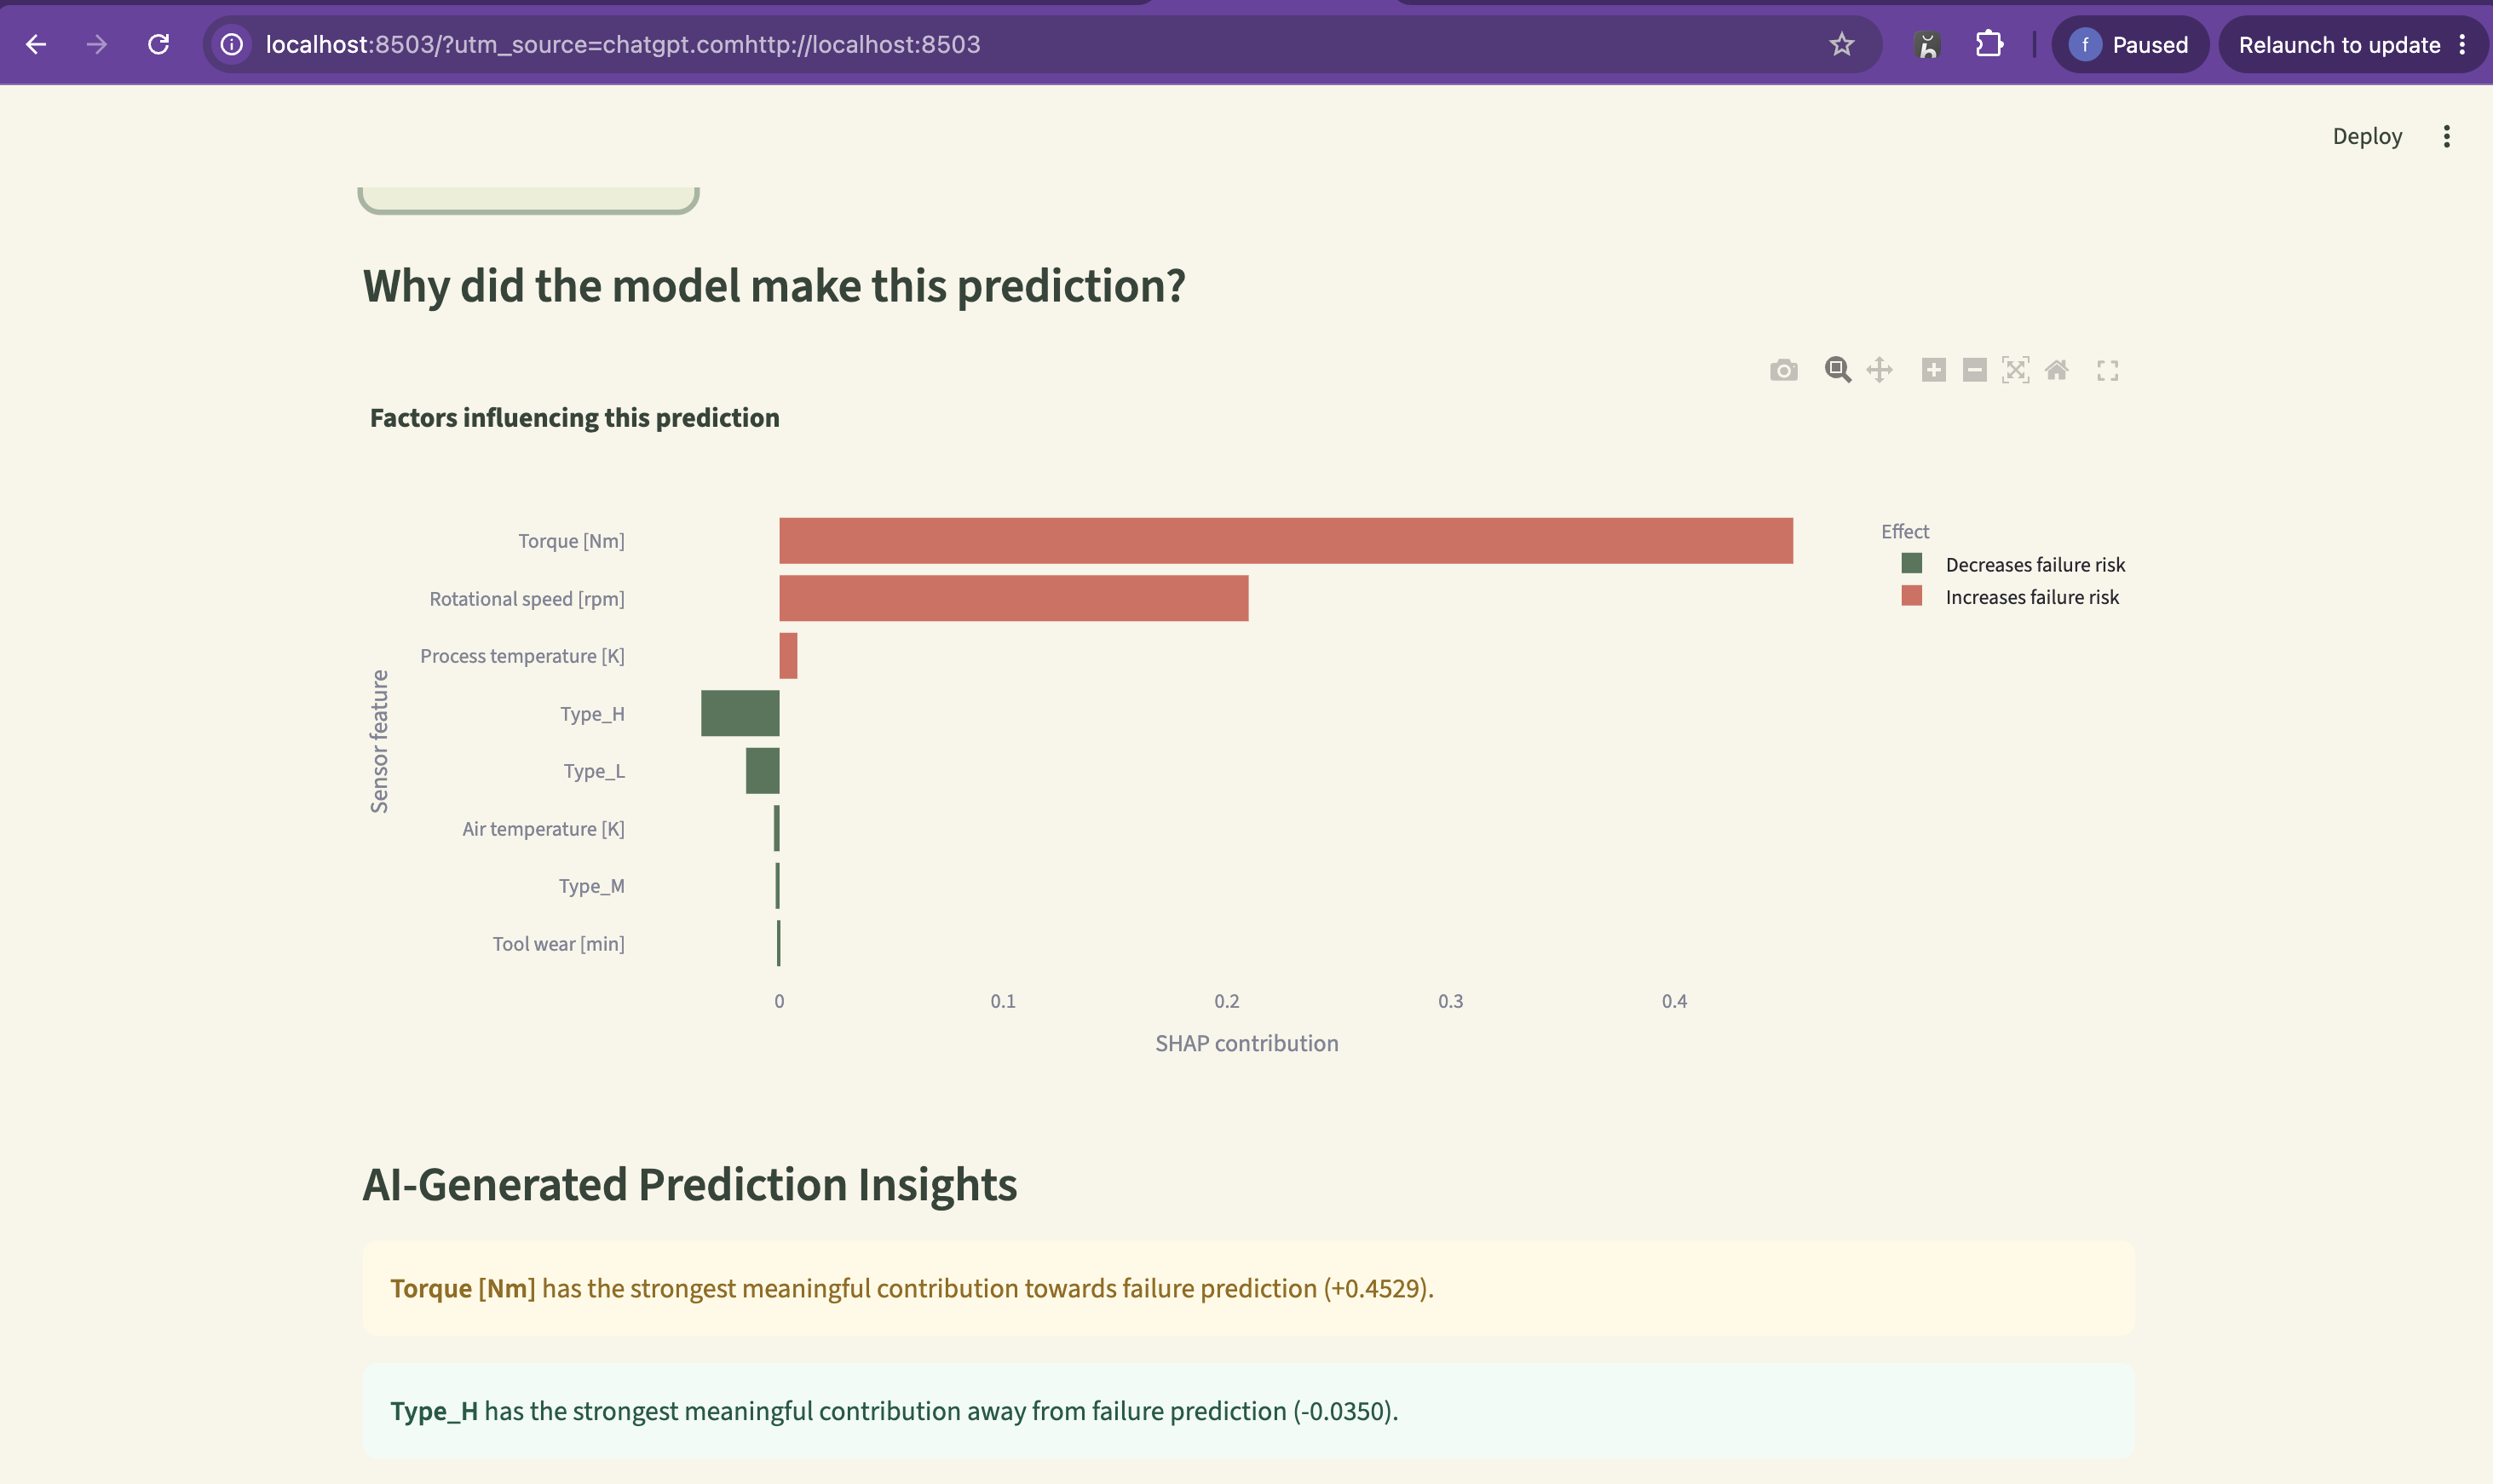 localhost:8503/?utm_source=chatgpt.comhttp://localhost:8503
f Paused
Relaunch to update
Deploy
Why did the model make this prediction?
Factors influencing this prediction
Sensor feature
Torque [Nm]
Rotational speed [rpm]
Process temperature [K]
Type_H
Type_L
Air temperature [K]
Type_M
Tool wear [min]
0 0.1 0.2 0.3 0.4
SHAP contribution
Effect
Decreases failure risk
Increases failure risk
AI-Generated Prediction Insights
Torque [Nm] has the strongest meaningful contribution towards failure prediction (+0.4529).
Type_H has the strongest meaningful contribution away from failure prediction (-0.0350).